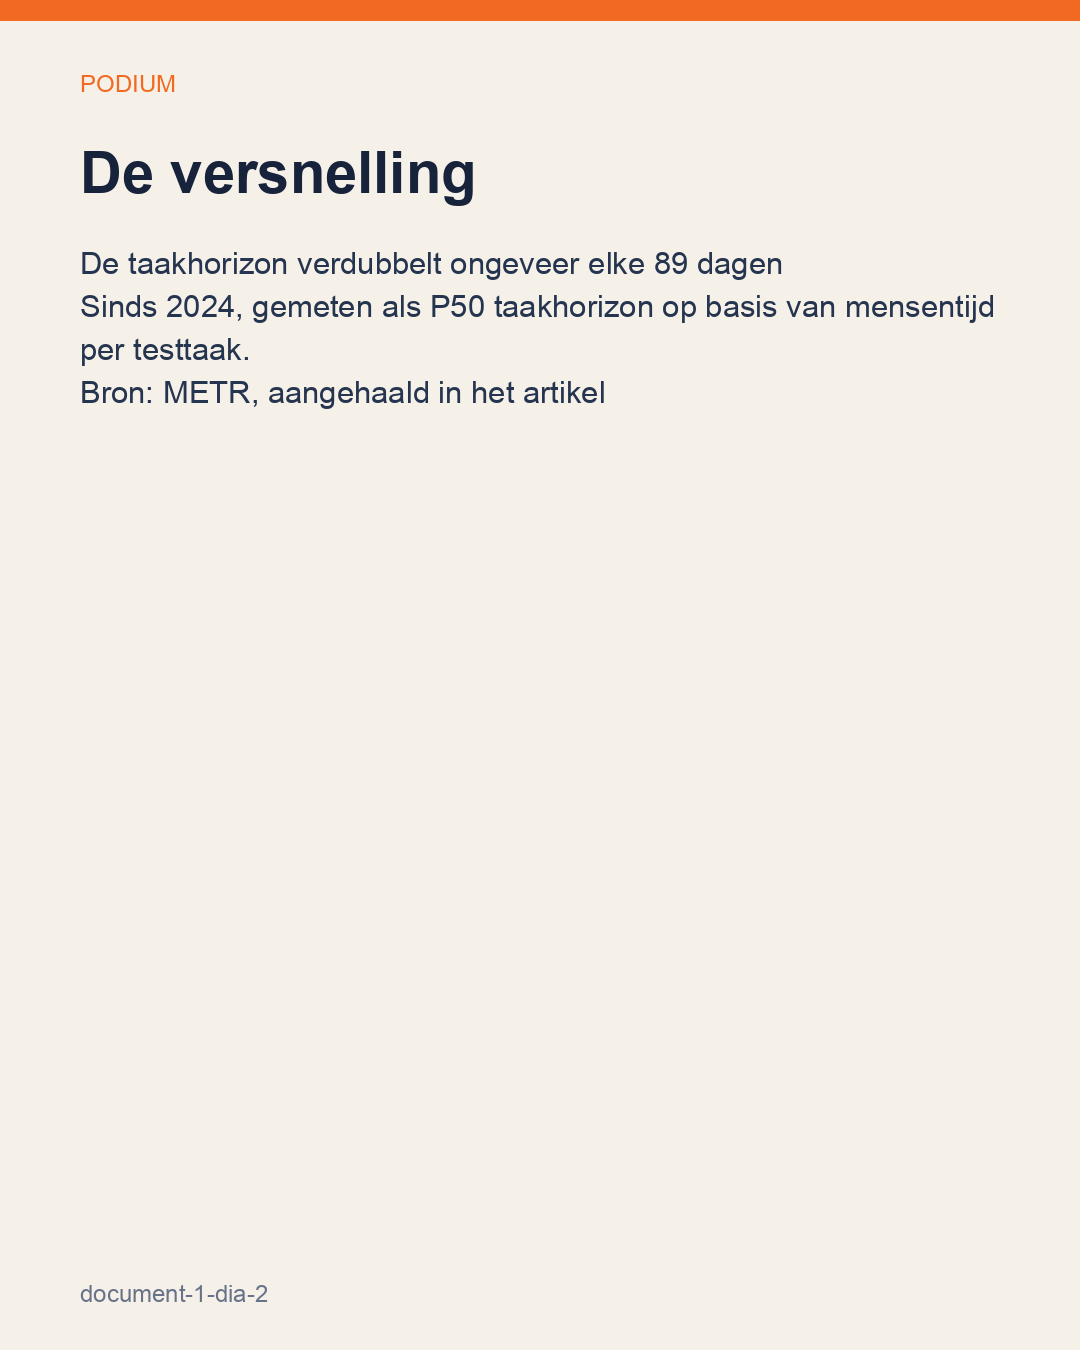 PODIUM
De versnelling
De taakhorizon verdubbelt ongeveer elke 89 dagen
Sinds 2024, gemeten als P50 taakhorizon op basis van mensentijd
per testtaak.
Bron: METR, aangehaald in het artikel
document-1-dia-2